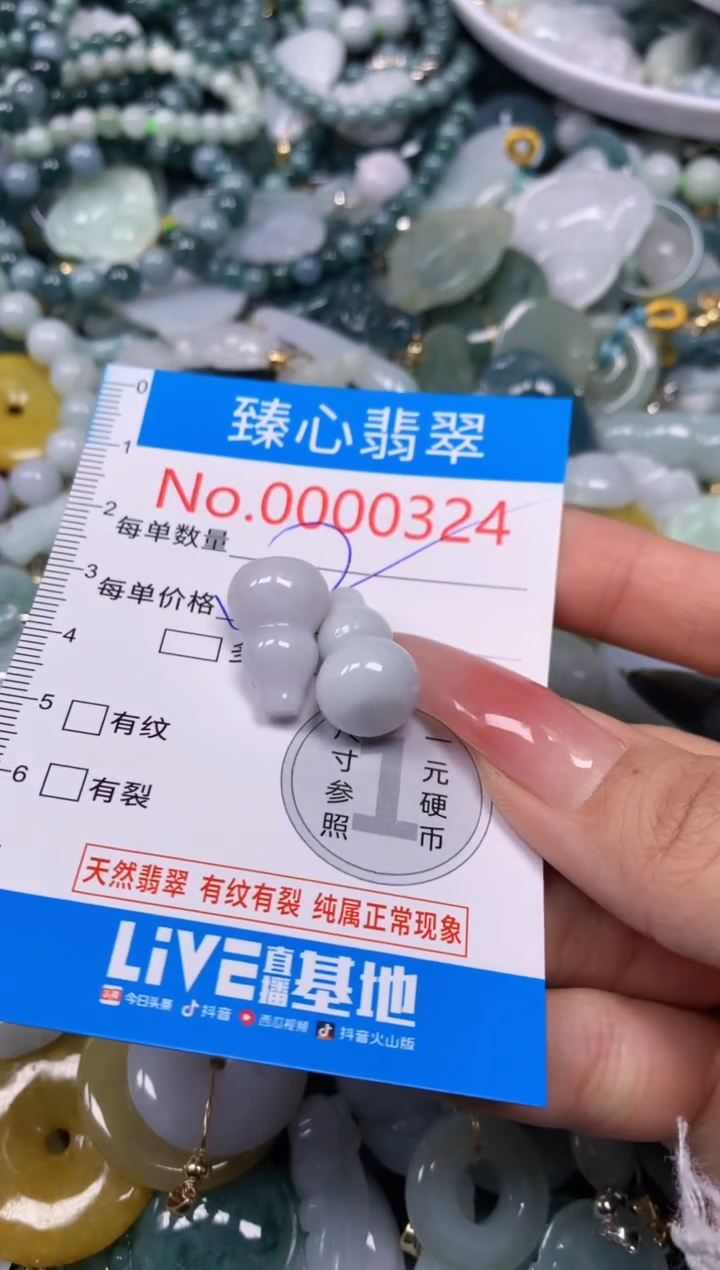 臻心翡翠
No.0000324
0
1
2
3
4
5
6
每单数量
每单价格
有纹
有裂
尺寸参照
1
一元硬币
天然翡翠 有纹有裂 纯属正常现象
LiVE直播基地
今日头条 抖音 西瓜视频 抖音火山版